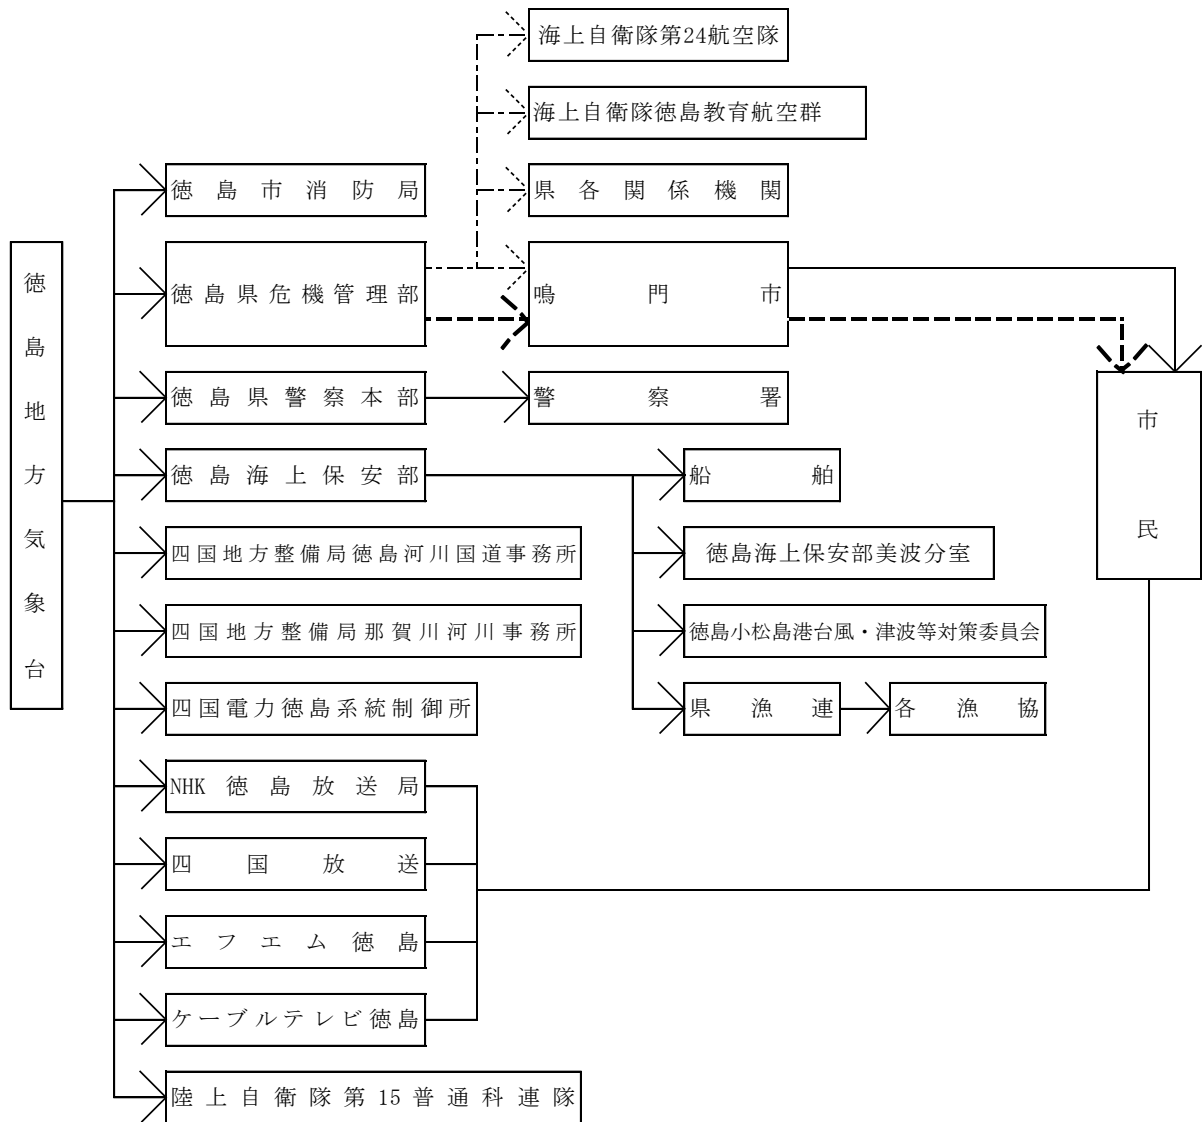 海上自衛隊第24航空隊
海上自衛隊徳島教育航空群
徳島市消防局
県各関係機関
徳島地方気象台
徳島県危機管理部
鳴門市
徳島県警察本部
警察署
市民
徳島海上保安部
船舶
四国地方整備局徳島河川国道事務所
徳島海上保安部美波分室
四国地方整備局那賀川河川事務所
徳島小松島港台風・津波等対策委員会
四国電力徳島系統制御所
県漁連
各漁協
NHK徳島放送局
四国放送
エフエム徳島
ケーブルテレビ徳島
陸上自衛隊第15普通科連隊